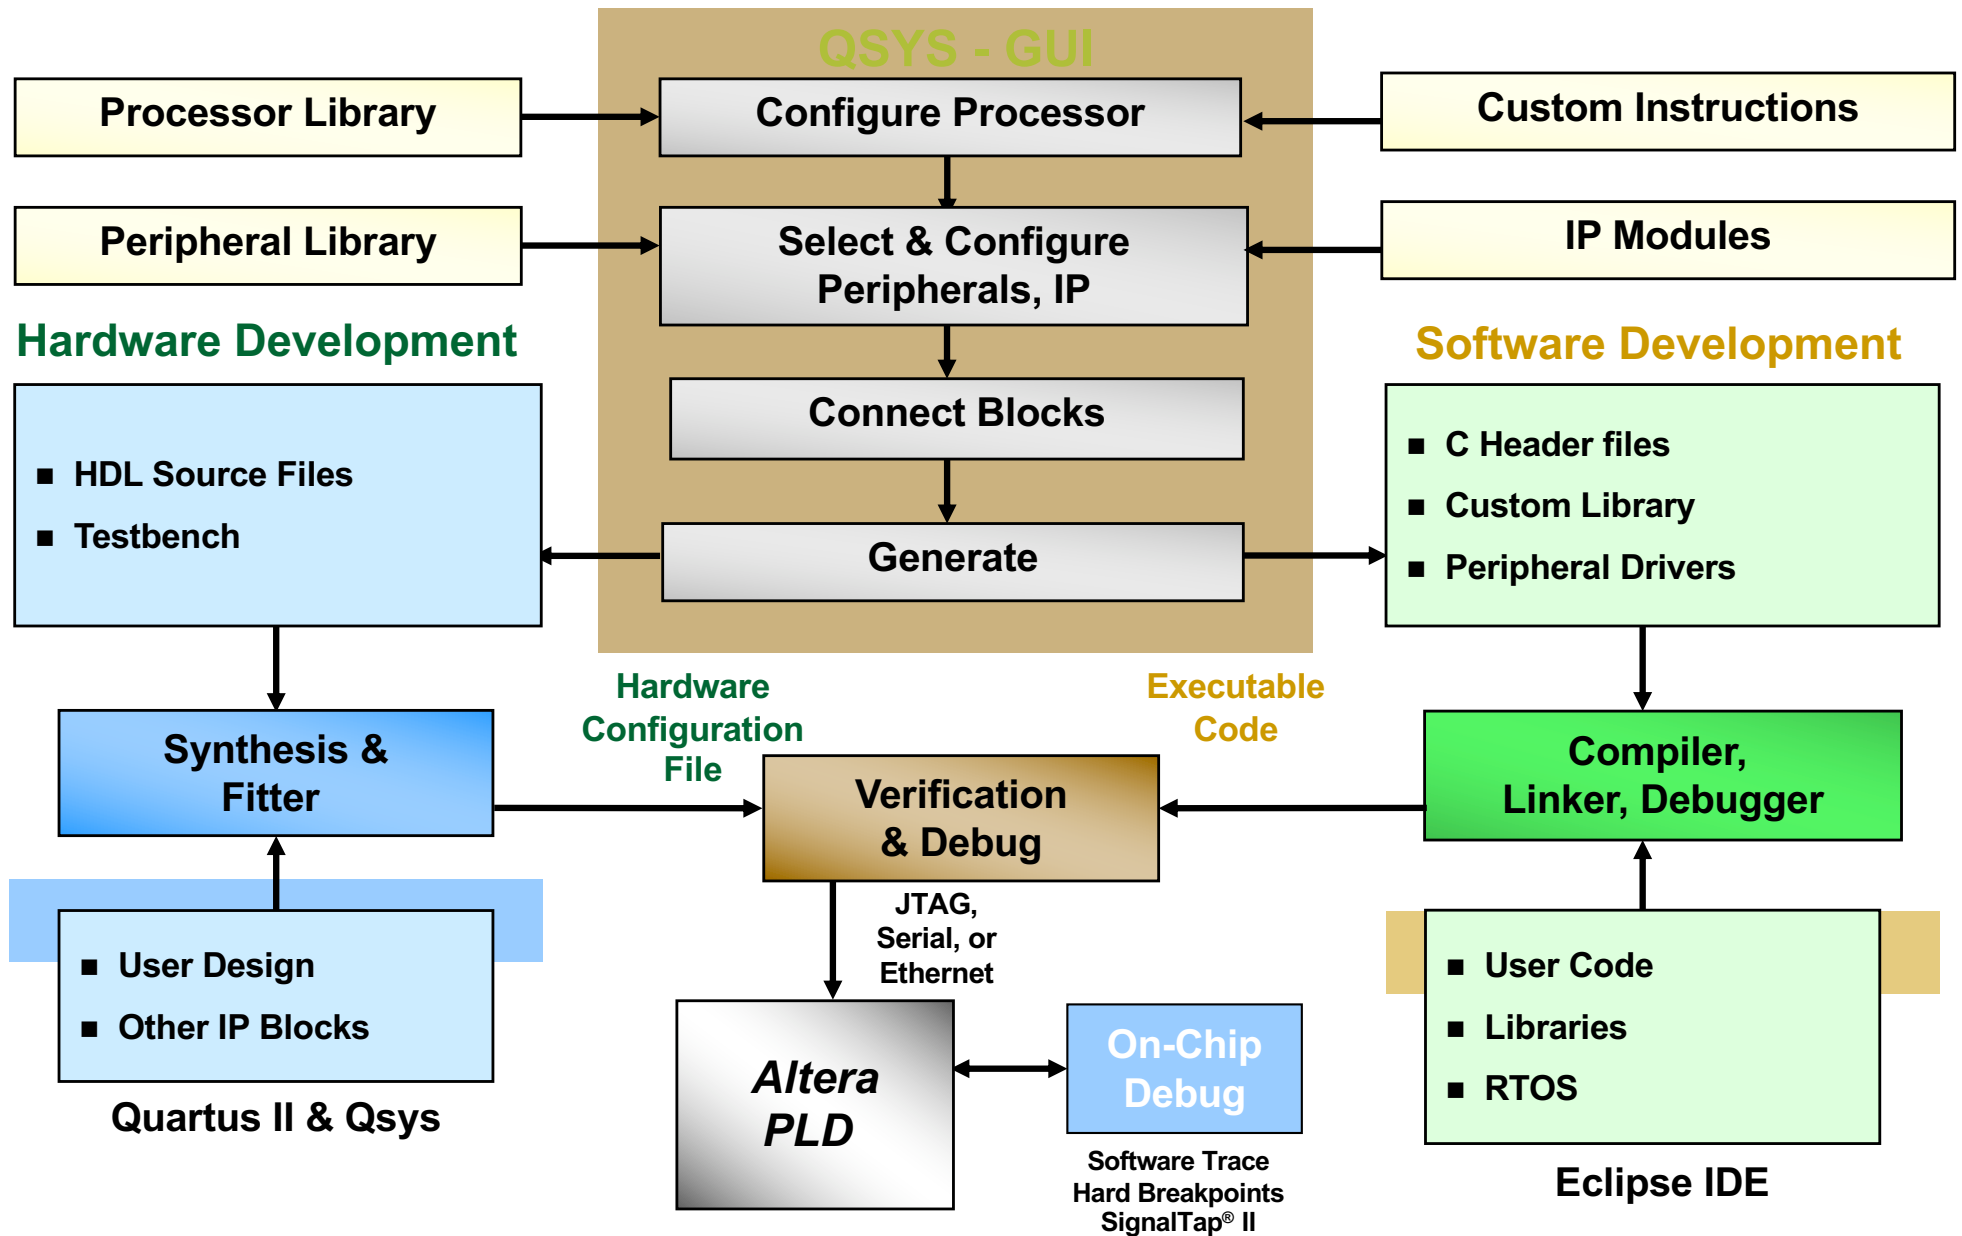 QSYS - GUI
Processor Library
Configure Processor
Custom Instructions
Peripheral Library
Select & Configure
Peripherals, IP
IP Modules
Hardware Development
Software Development
Connect Blocks
■ HDL Source Files
■ Testbench
■ C Header files
■ Custom Library
■ Peripheral Drivers
Generate
Hardware
Configuration
File
Executable
Code
Synthesis &
Fitter
Verification
& Debug
Compiler,
Linker, Debugger
JTAG,
Serial, or
Ethernet
■ User Design
■ Other IP Blocks
Quartus II & Qsys
Altera
PLD
On-Chip
Debug
Software Trace
Hard Breakpoints
SignalTap® II
■ User Code
■ Libraries
■ RTOS
Eclipse IDE